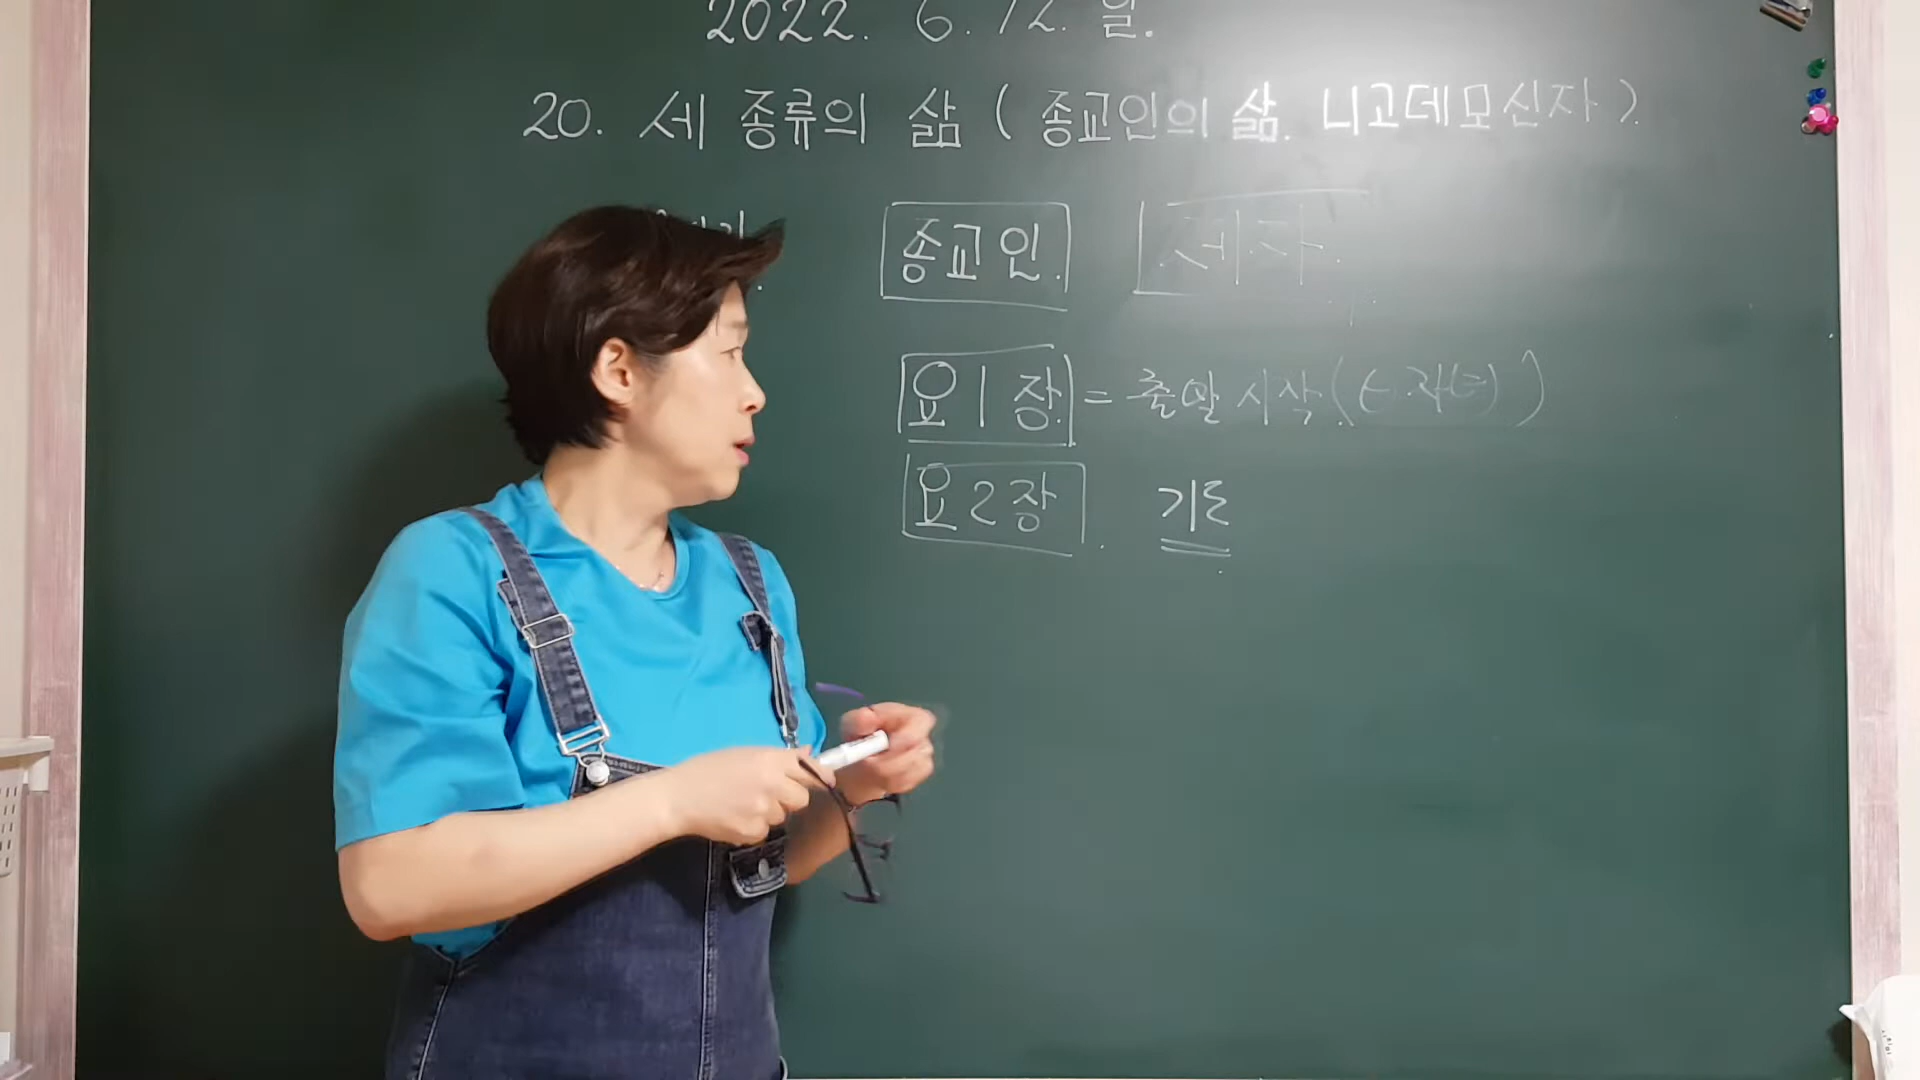 2022. 6. 12. 일.
20. 세 종류의 삶 ( 종교인의 삶. 니고데모신자 ).
종교인. 제자.
요1장. = 출발 시작.
요2장. 기도